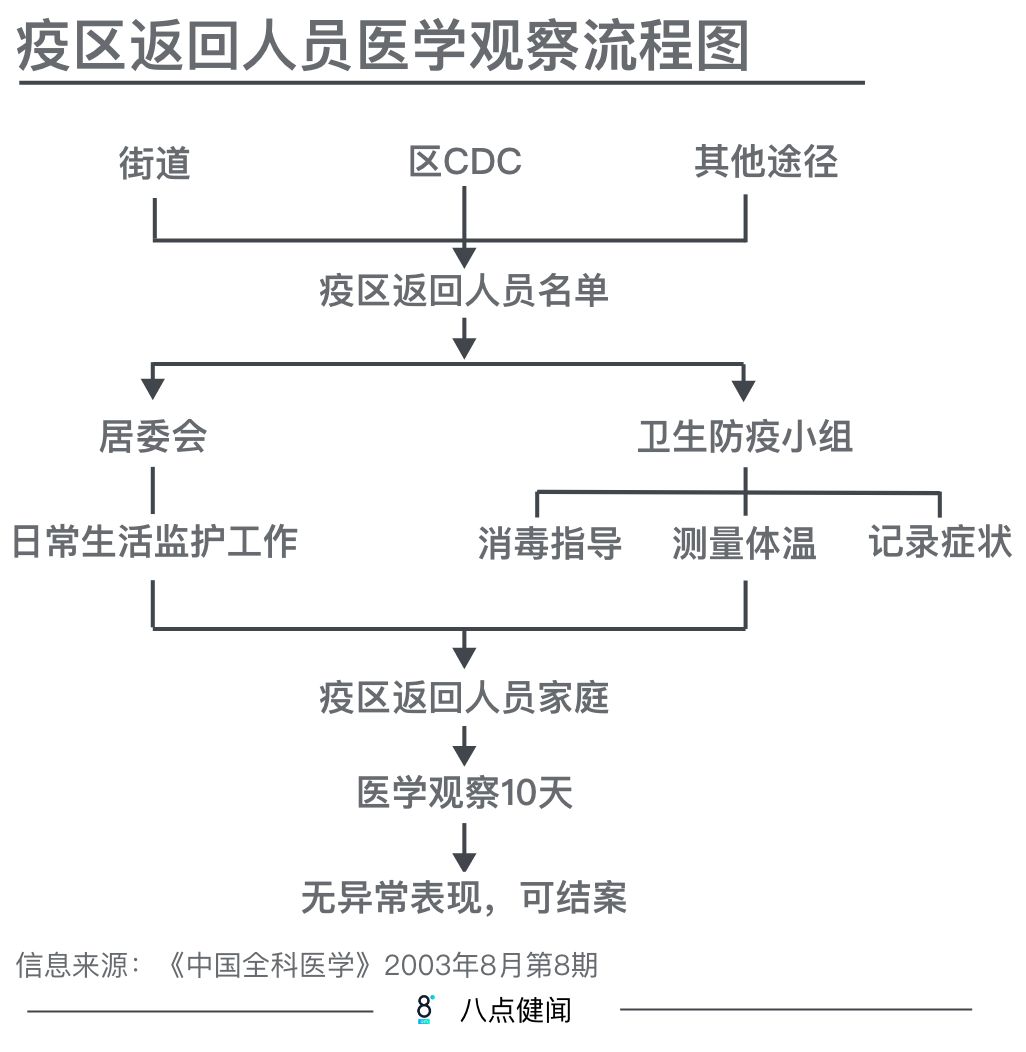 疫区返回人员医学观察流程图
街道 区CDC 其他途径
疫区返回人员名单
居委会 卫生防疫小组
日常生活监护工作 消毒指导 测量体温 记录症状
疫区返回人员家庭
医学观察10天
无异常表现，可结案
信息来源：《中国全科医学》2003年8月第8期
8° 八点健闻